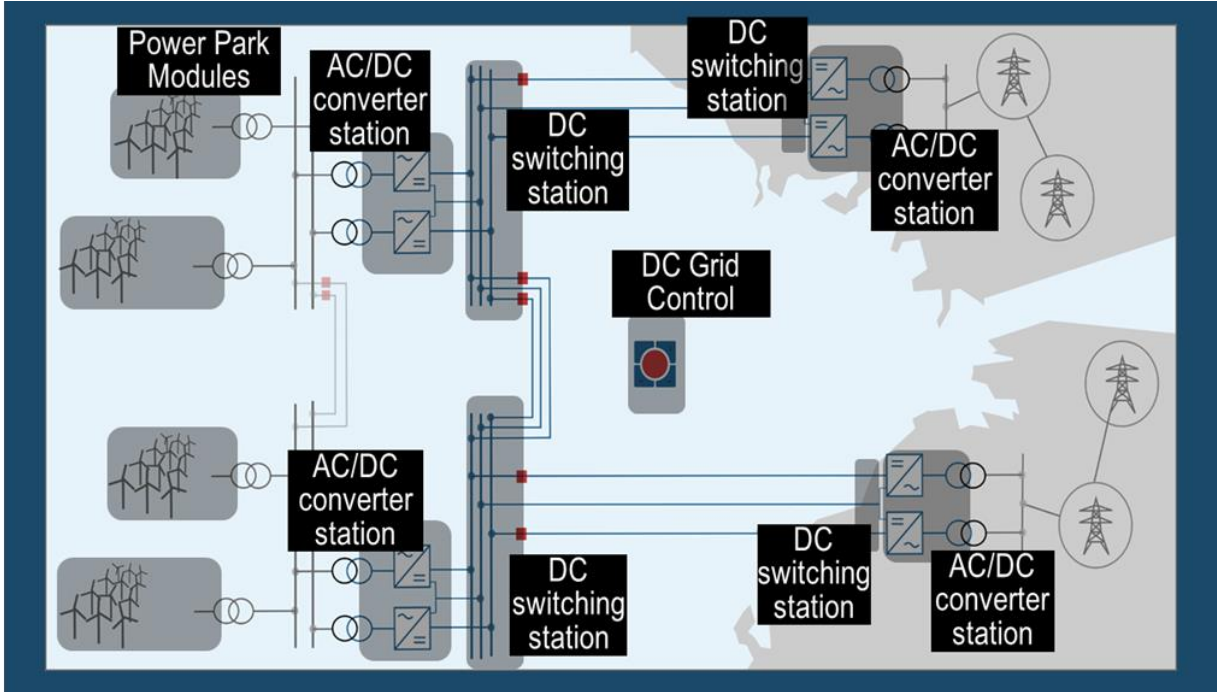 Power Park
Modules
AC/DC
converter
station
DC
switching
station
DC
switching
station
AC/DC
converter
station
DC Grid
Control
AC/DC
converter
station
DC
switching
station
DC
switching
station
AC/DC
converter
station